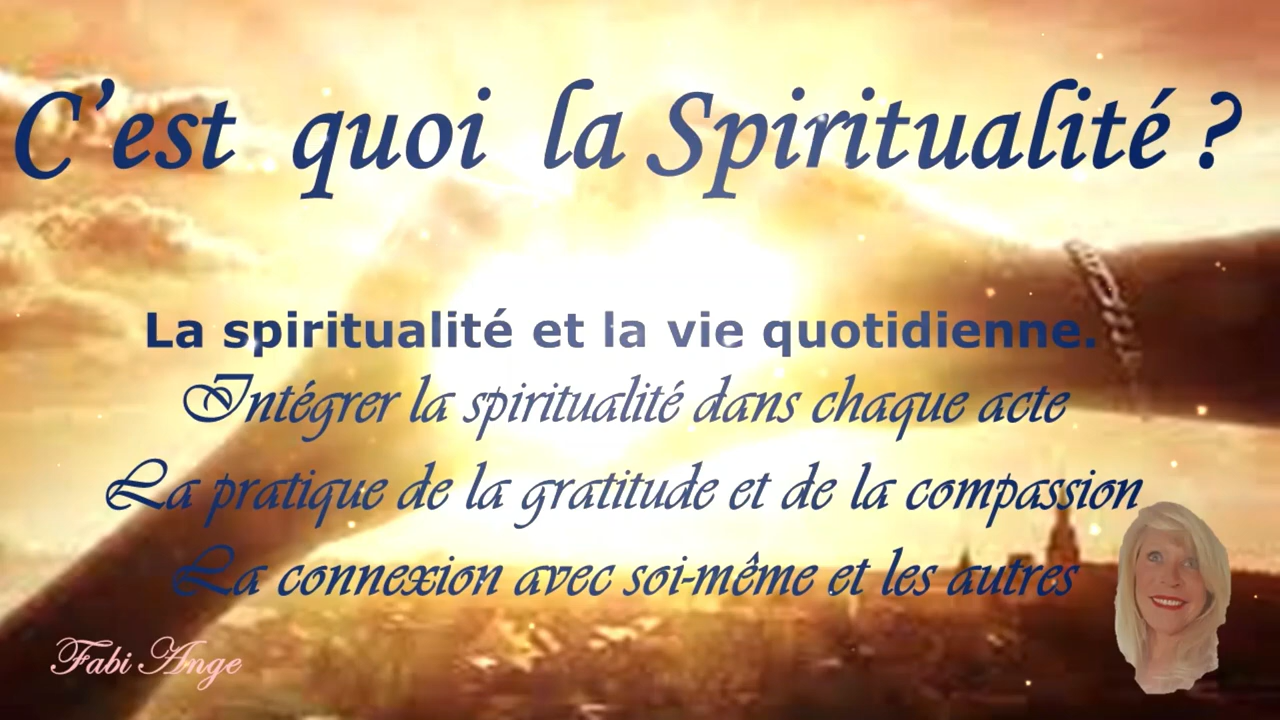 C'est quoi la Spiritualité ?
La spiritualité et la vie quotidienne.
Intégrer la spiritualité dans chaque acte
La pratique de la gratitude et de la compassion
La connexion avec soi-même et les autres
Fabi Ange